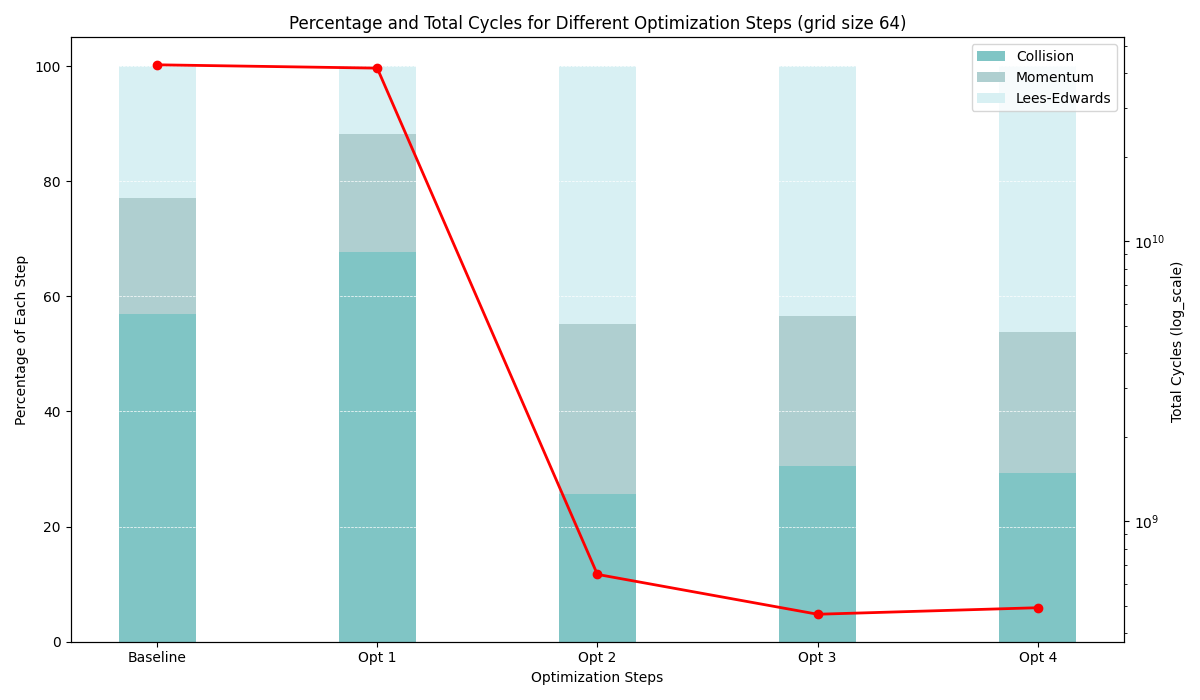 Percentage and Total Cycles for Different Optimization Steps (grid size 64)
Collision
Momentum
Lees-Edwards
Percentage of Each Step
100
80
60
40
20
0
10^10
10^9
Total Cycles (log_scale)
Baseline
Opt 1
Opt 2
Opt 3
Opt 4
Optimization Steps